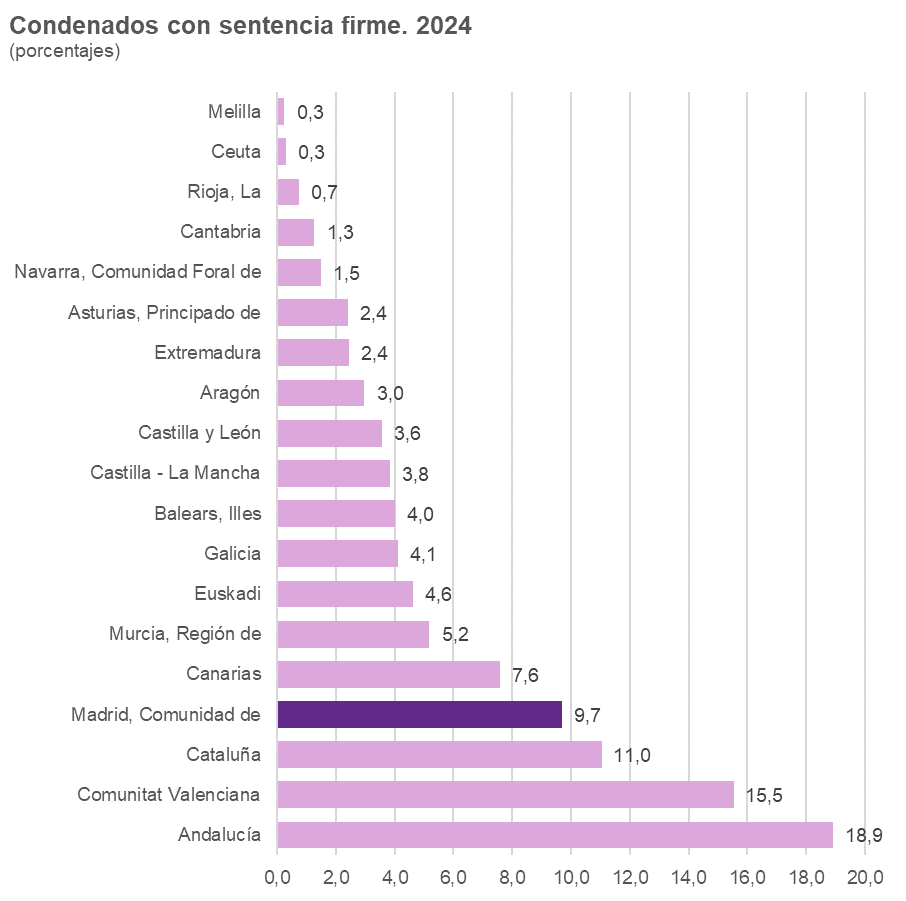 Condenados con sentencia firme. 2024
(porcentajes)
Melilla 0,3
Ceuta 0,3
Rioja, La 0,7
Cantabria 1,3
Navarra, Comunidad Foral de 1,5
Asturias, Principado de 2,4
Extremadura 2,4
Aragón 3,0
Castilla y León 3,6
Castilla - La Mancha 3,8
Balears, Illes 4,0
Galicia 4,1
Euskadi 4,6
Murcia, Región de 5,2
Canarias 7,6
Madrid, Comunidad de 9,7
Cataluña 11,0
Comunitat Valenciana 15,5
Andalucía 18,9
0,0 2,0 4,0 6,0 8,0 10,0 12,0 14,0 16,0 18,0 20,0